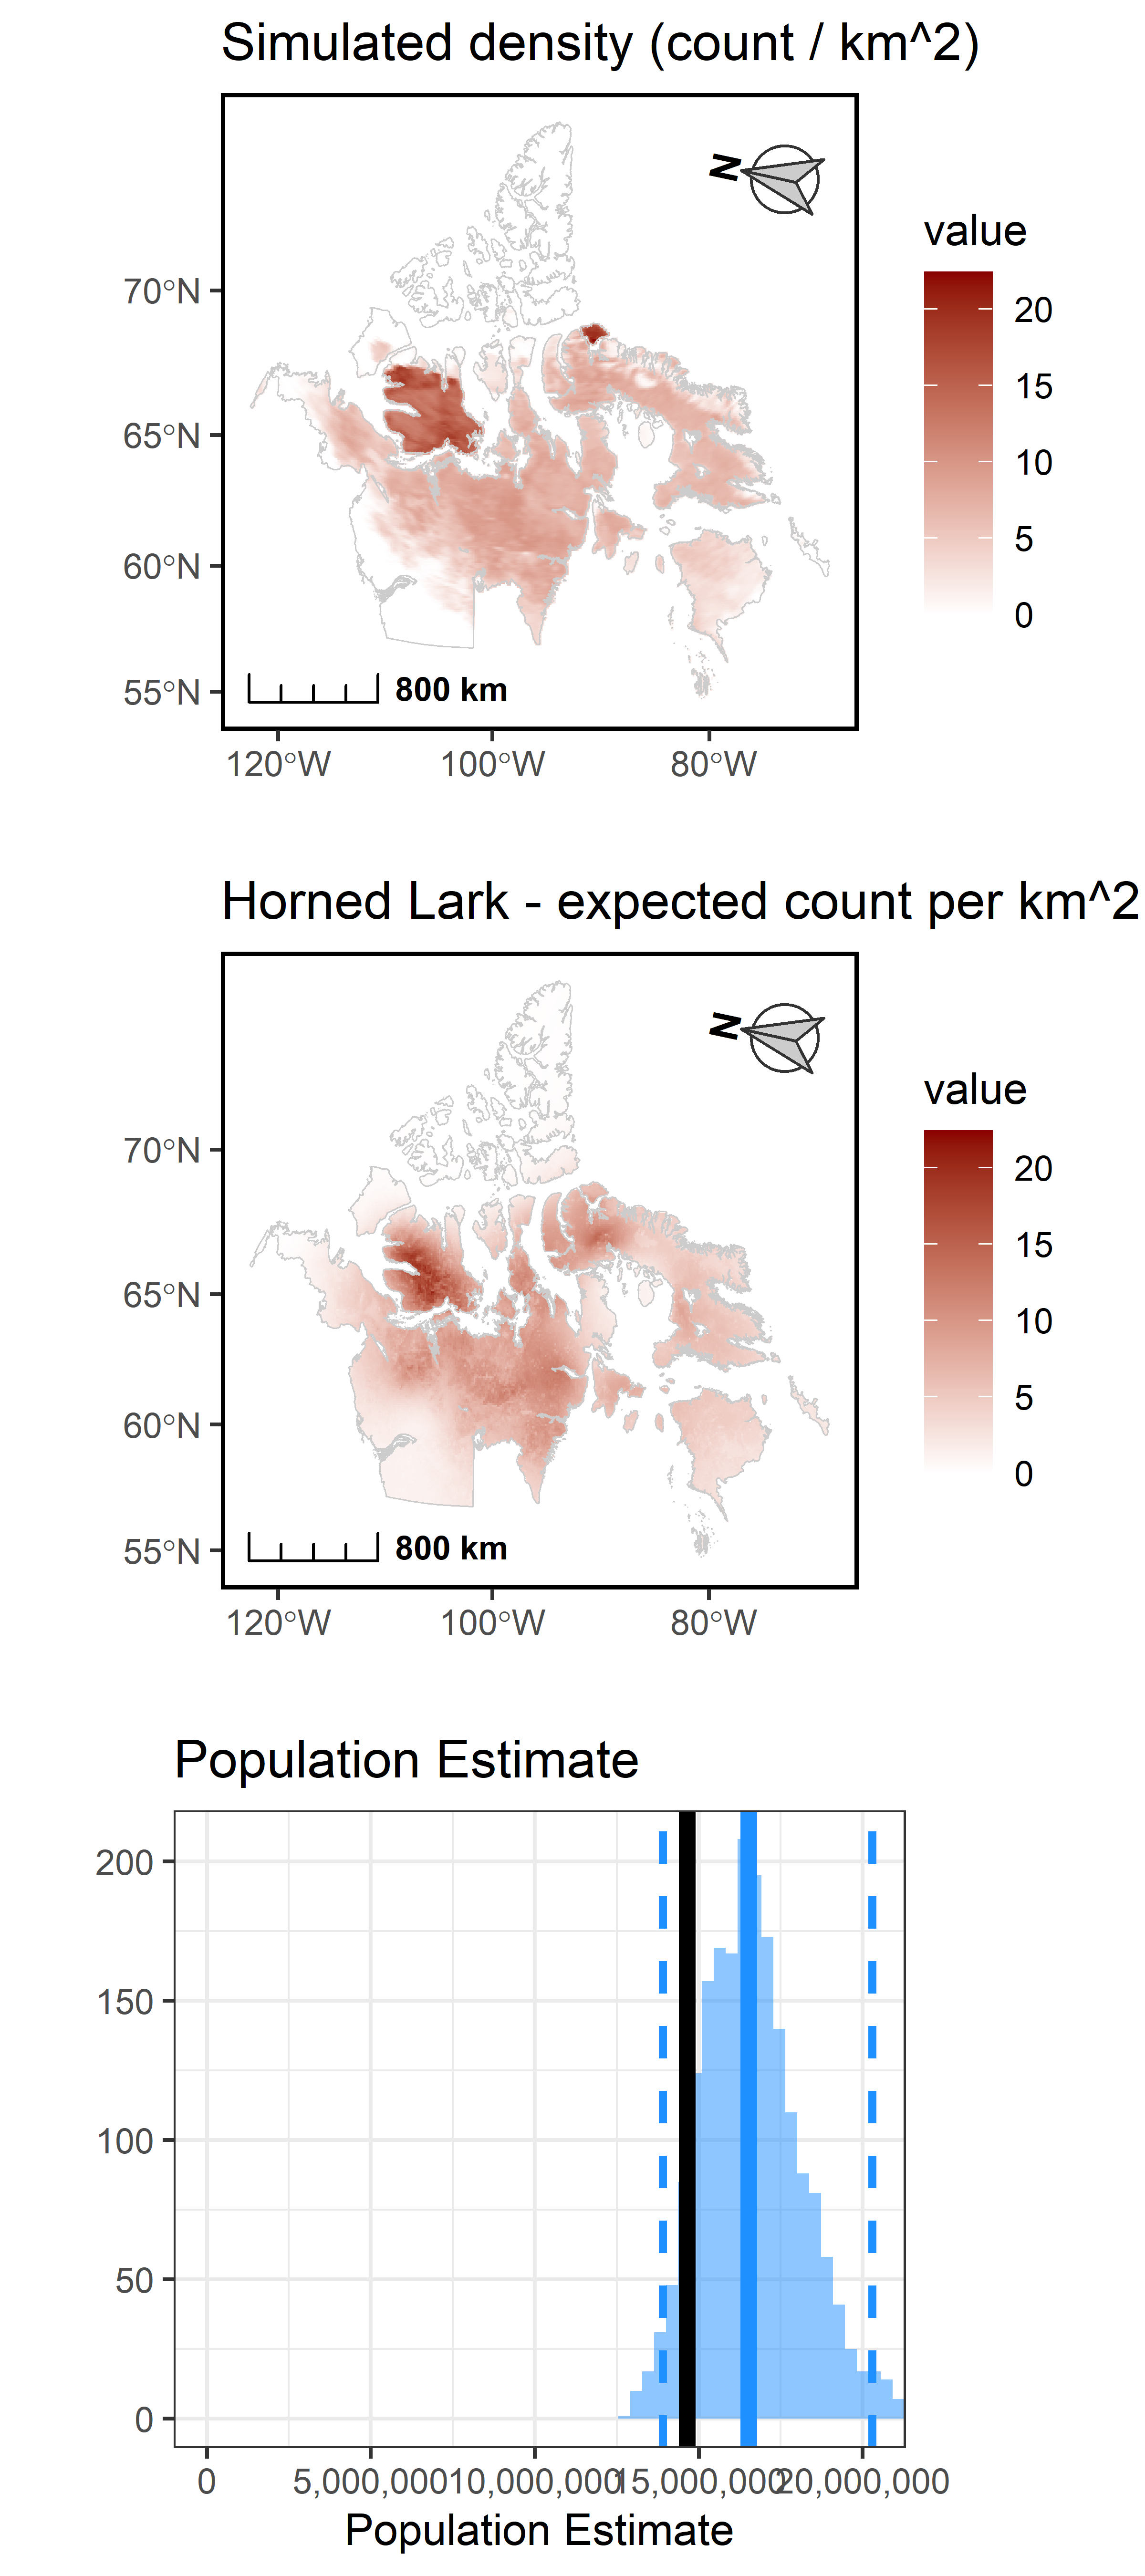 Simulated density (count / km^2)
N
70°N
65°N
60°N
55°N
800 km
120°W 100°W 80°W
value
20
15
10
5
0
Horned Lark - expected count per km^2
N
70°N
65°N
60°N
55°N
800 km
120°W 100°W 80°W
value
20
15
10
5
0
Population Estimate
200
150
100
50
0
0 5,000,000 10,000,000 15,000,000 20,000,000
Population Estimate